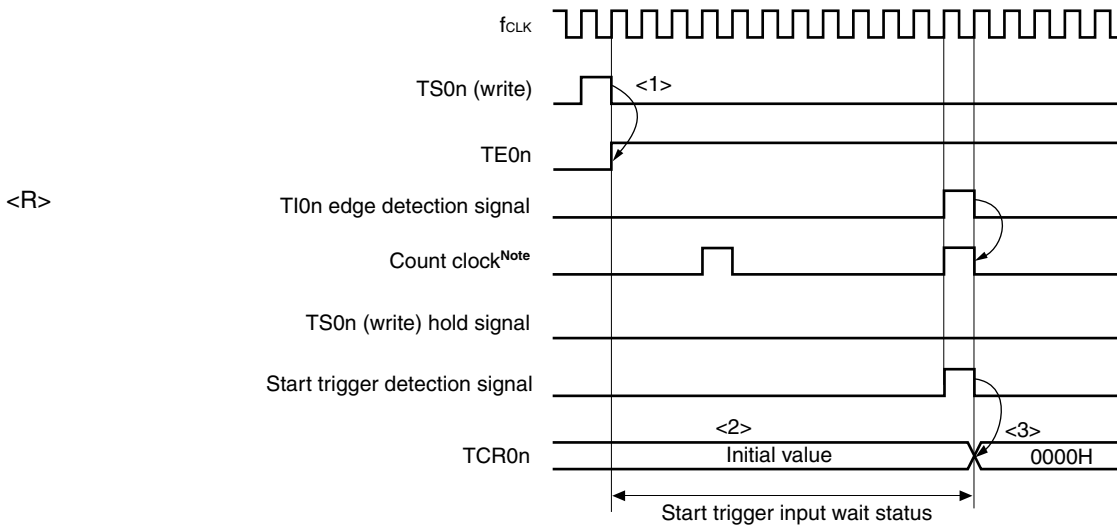 fCLK
TS0n (write)
<1>
TE0n
<R>
TI0n edge detection signal
Count clockNote
TS0n (write) hold signal
Start trigger detection signal
<2>
<3>
TCR0n
Initial value
0000H
Start trigger input wait status